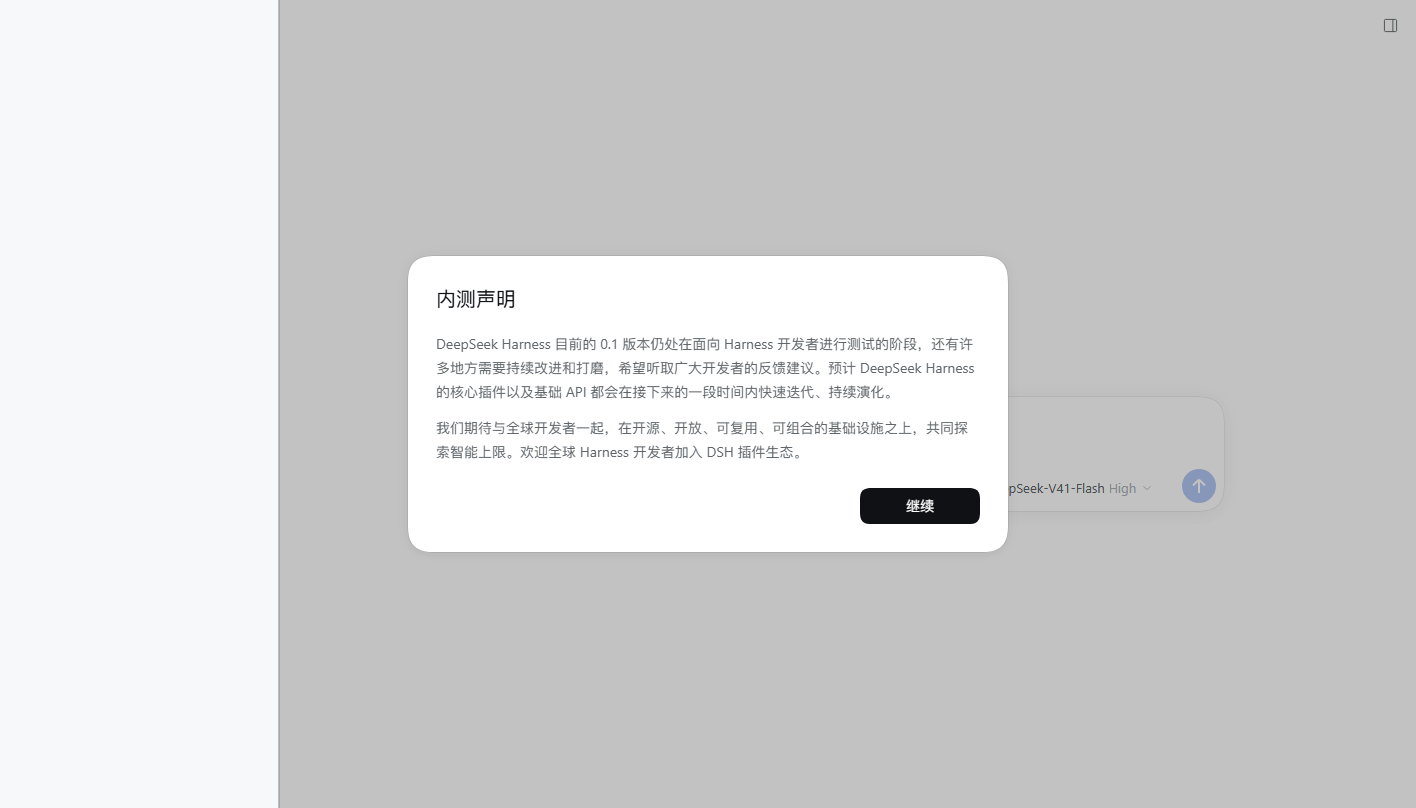 内测声明
DeepSeek Harness 目前的 0.1 版本仍处在面向 Harness 开发者进行测试的阶段，还有许
多地方需要持续改进和打磨，希望听取广大开发者的反馈建议。预计 DeepSeek Harness
的核心插件以及基础 API 都会在接下来的一段时间内快速迭代、持续演化。
我们期待与全球开发者一起，在开源、开放、可复用、可组合的基础设施之上，共同探
索智能上限。欢迎全球 Harness 开发者加入 DSH 插件生态。
pSeek-V41-Flash High
继续